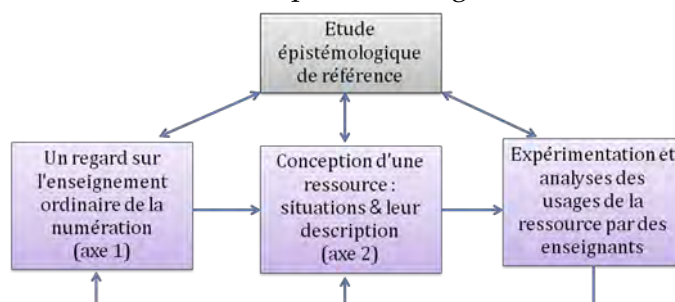 Etude
épistémologique
de référence
Un regard sur
l'enseignement
ordinaire de la
numération
(axe 1)
Conception d'une
ressource :
situations & leur
description
(axe 2)
Expérimentation et
analyses des
usages de la
ressource par des
enseignants